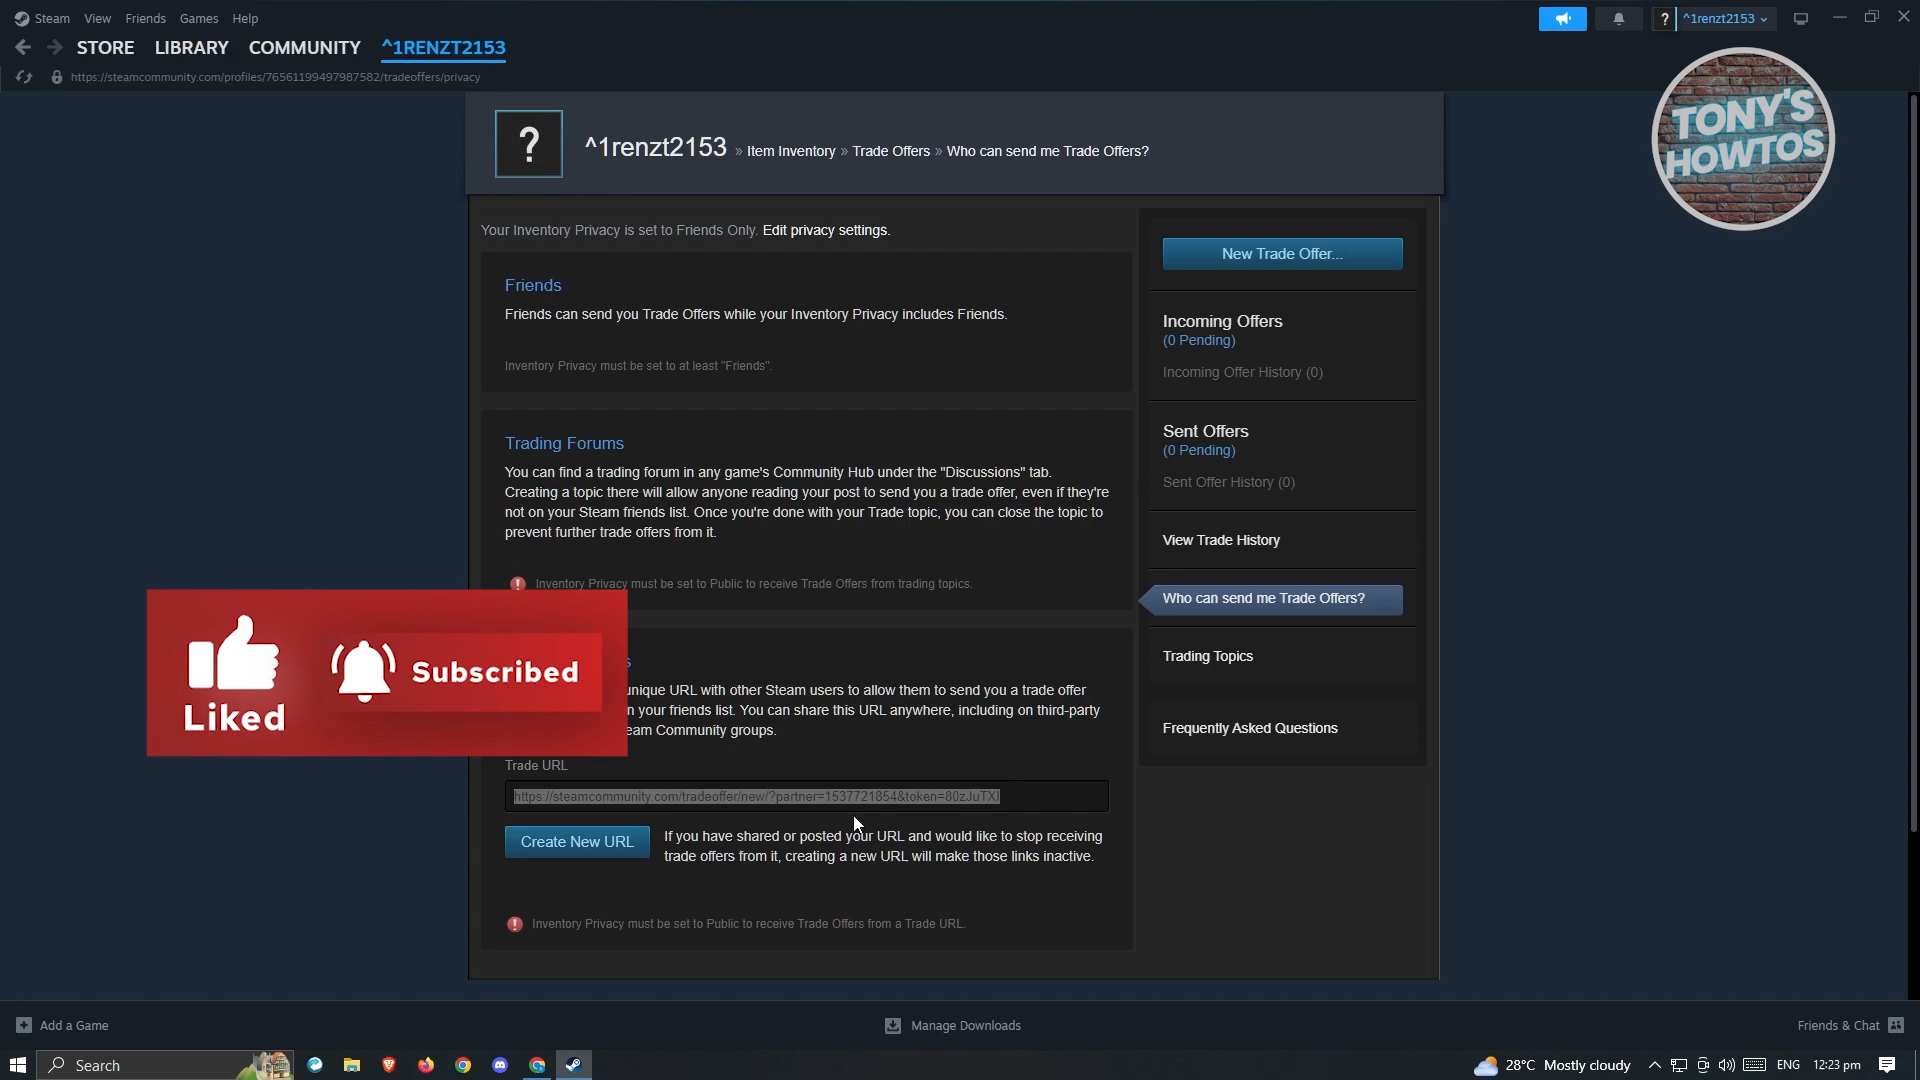 Steam View Friends Games Help
^1renzt2153
STORE LIBRARY COMMUNITY ^1RENZT2153
https://steamcommunity.com/profiles/76561199497987582/tradeoffers/privacy
TONY'S
HOWTOS
? ^1renzt2153 » Item Inventory » Trade Offers » Who can send me Trade Offers?
Your Inventory Privacy is set to Friends Only. Edit privacy settings.
Friends
Friends can send you Trade Offers while your Inventory Privacy includes Friends.
Inventory Privacy must be set to at least "Friends".
Trading Forums
You can find a trading forum in any game's Community Hub under the "Discussions" tab.
Creating a topic there will allow anyone reading your post to send you a trade offer, even if they're
not on your Steam friends list. Once you're done with your Trade topic, you can close the topic to
prevent further trade offers from it.
Inventory Privacy must be set to Public to receive Trade Offers from trading topics.
Liked
Subscribed
s
unique URL with other Steam users to allow them to send you a trade offer
n your friends list. You can share this URL anywhere, including on third-party
eam Community groups.
Trade URL
https://steamcommunity.com/tradeoffer/new/?partner=1537721854&token=80zJuTXI
Create New URL
If you have shared or posted your URL and would like to stop receiving
trade offers from it, creating a new URL will make those links inactive.
Inventory Privacy must be set to Public to receive Trade Offers from a Trade URL.
New Trade Offer...
Incoming Offers
(0 Pending)
Incoming Offer History (0)
Sent Offers
(0 Pending)
Sent Offer History (0)
View Trade History
Who can send me Trade Offers?
Trading Topics
Frequently Asked Questions
Add a Game
Manage Downloads
Friends & Chat
Search
28°C Mostly cloudy
ENG
12:23 pm